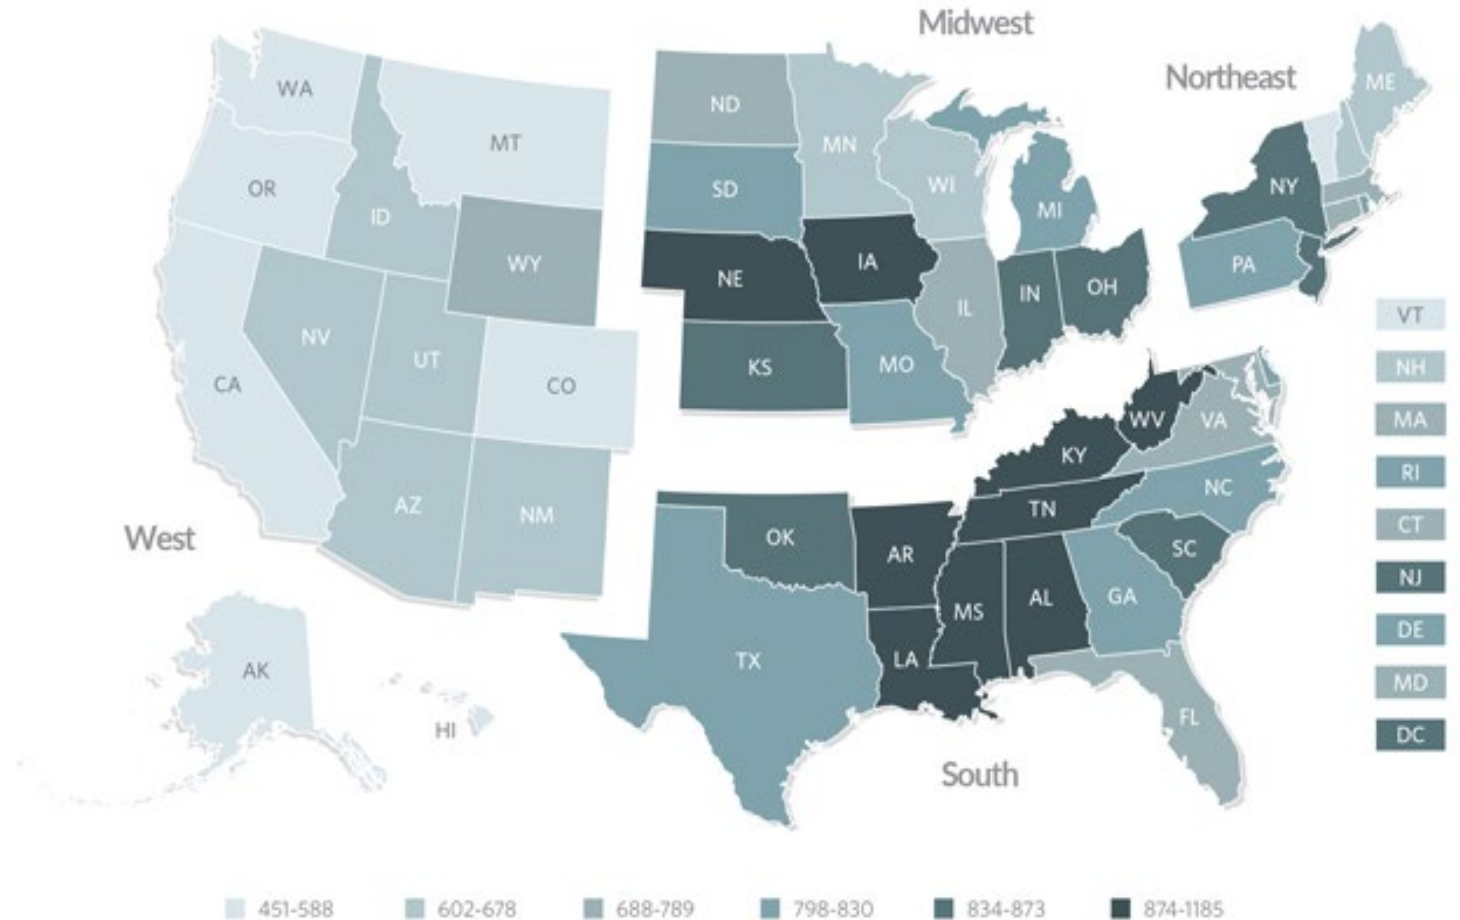 Midwest
Northeast
West
South
WA
MT
OR
ID
WY
NV
UT
CO
CA
AZ
NM
AK
HI
ND
MN
SD
WI
MI
NE
IA
IL
IN
OH
KS
MO
ME
NY
PA
WV
VA
KY
NC
TN
SC
OK
AR
MS
AL
GA
LA
TX
FL
VT
NH
MA
RI
CT
NJ
DE
MD
DC
451-588 602-678 688-789 798-830 834-873 874-1185